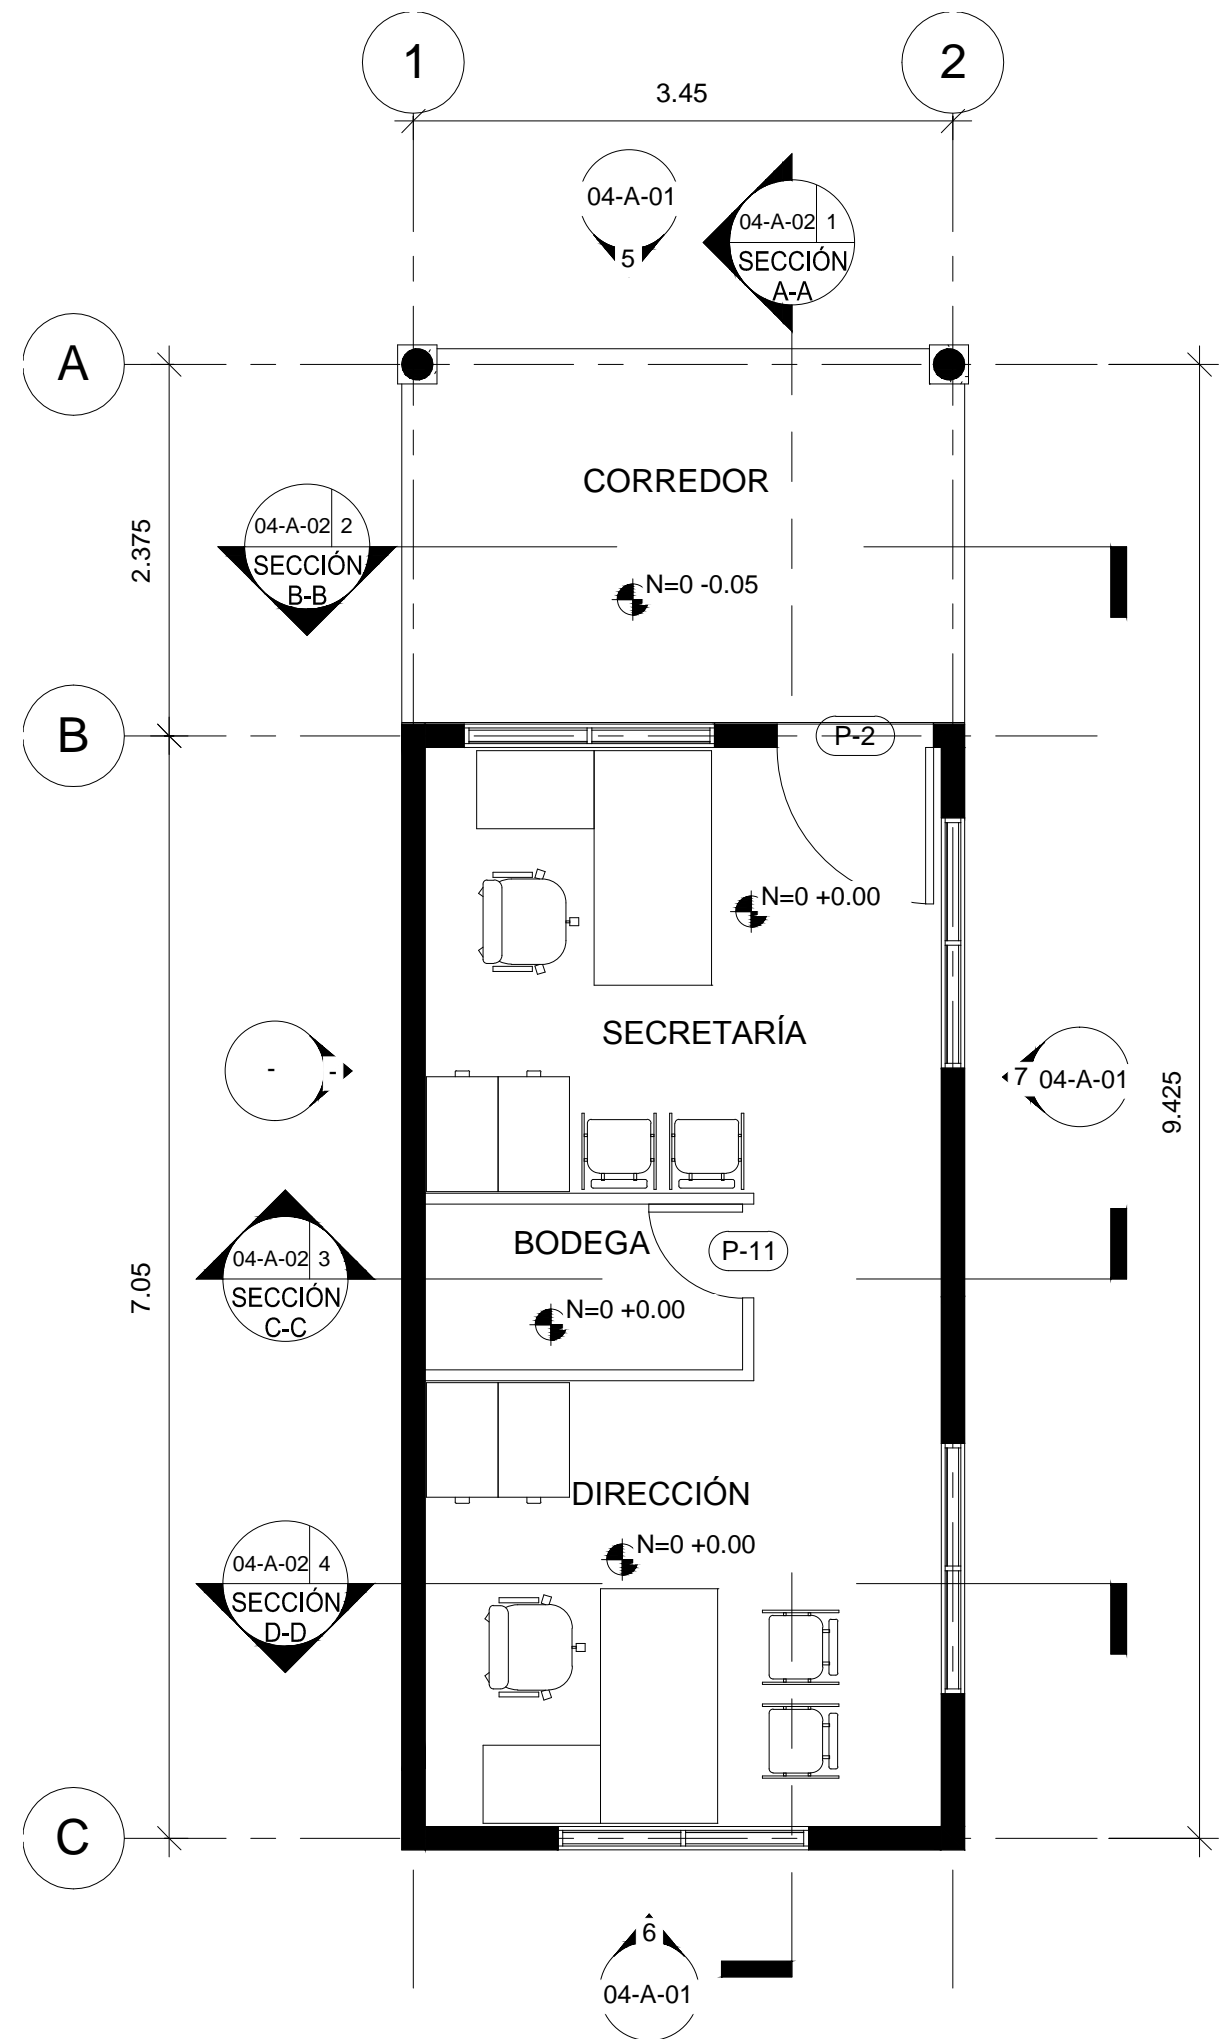 1
2
3.45
04-A-01
5
04-A-02 1
SECCIÓN
A-A
A
CORREDOR
2.375
04-A-02 2
SECCIÓN
B-B
N=0 -0.05
B
P-2
N=0 +0.00
SECRETARÍA
- -
7 04-A-01
9.425
BODEGA
P-11
04-A-02 3
SECCIÓN
C-C
7.05
N=0 +0.00
DIRECCIÓN
N=0 +0.00
04-A-02 4
SECCIÓN
D-D
C
6
04-A-01